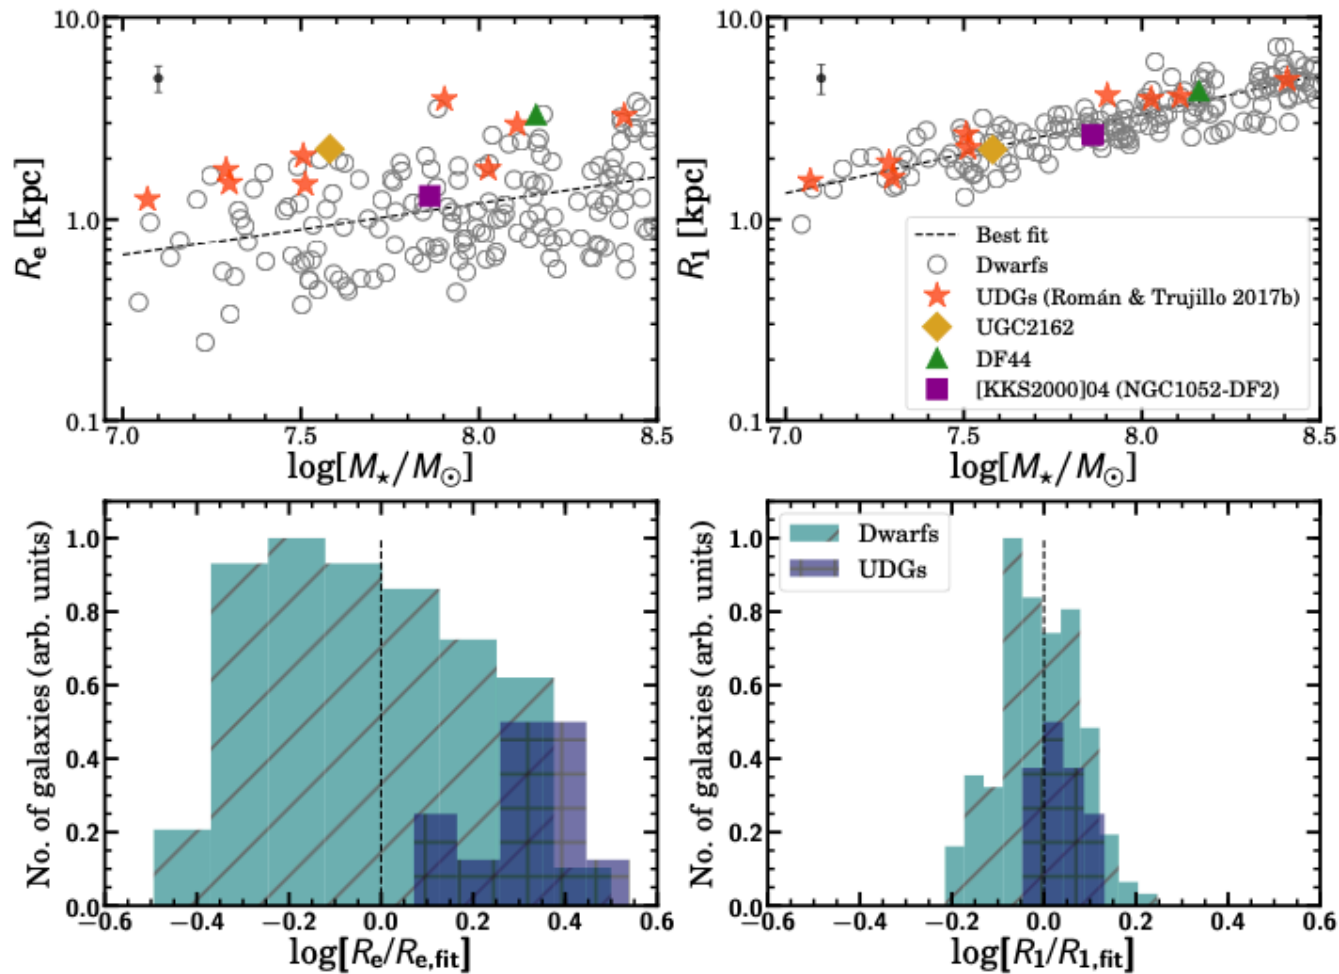 10.0
1.0
0.1
R_e [kpc]
7.0 7.5 8.0 8.5
log[M⋆/M⊙]
10.0
1.0
0.1
R_1 [kpc]
Best fit
Dwarfs
UDGs (Román & Trujillo 2017b)
UGC2162
DF44
[KKS2000]04 (NGC1052-DF2)
7.0 7.5 8.0 8.5
log[M⋆/M⊙]
No. of galaxies (arb. units)
1.0
0.8
0.6
0.4
0.2
0.0
−0.6 −0.4 −0.2 0.0 0.2 0.4 0.6
log[R_e/R_e,fit]
No. of galaxies (arb. units)
1.0
0.8
0.6
0.4
0.2
0.0
Dwarfs
UDGs
−0.6 −0.4 −0.2 0.0 0.2 0.4 0.6
log[R_1/R_1,fit]